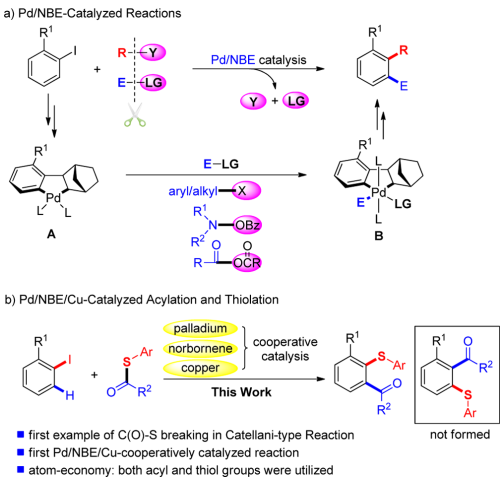 a) Pd/NBE-Catalyzed Reactions
R¹
I
+
R
Y
E
LG
Pd/NBE catalysis
Y + LG
R¹
R
E
R¹
Pd
L
L
A
E–LG
aryl/alkyl–X
R¹
N–OBz
R²
O O
R OCR
R¹
L
Pd
E
LG
L
B
b) Pd/NBE/Cu-Catalyzed Acylation and Thiolation
R¹
I
H
+
S Ar
O R²
palladium
norbornene
copper
cooperative
catalysis
This Work
R¹
S
Ar
O
R²
R¹
O
R²
S
Ar
not formed
first example of C(O)-S breaking in Catellani-type Reaction
first Pd/NBE/Cu-cooperatively catalyzed reaction
atom-economy: both acyl and thiol groups were utilized